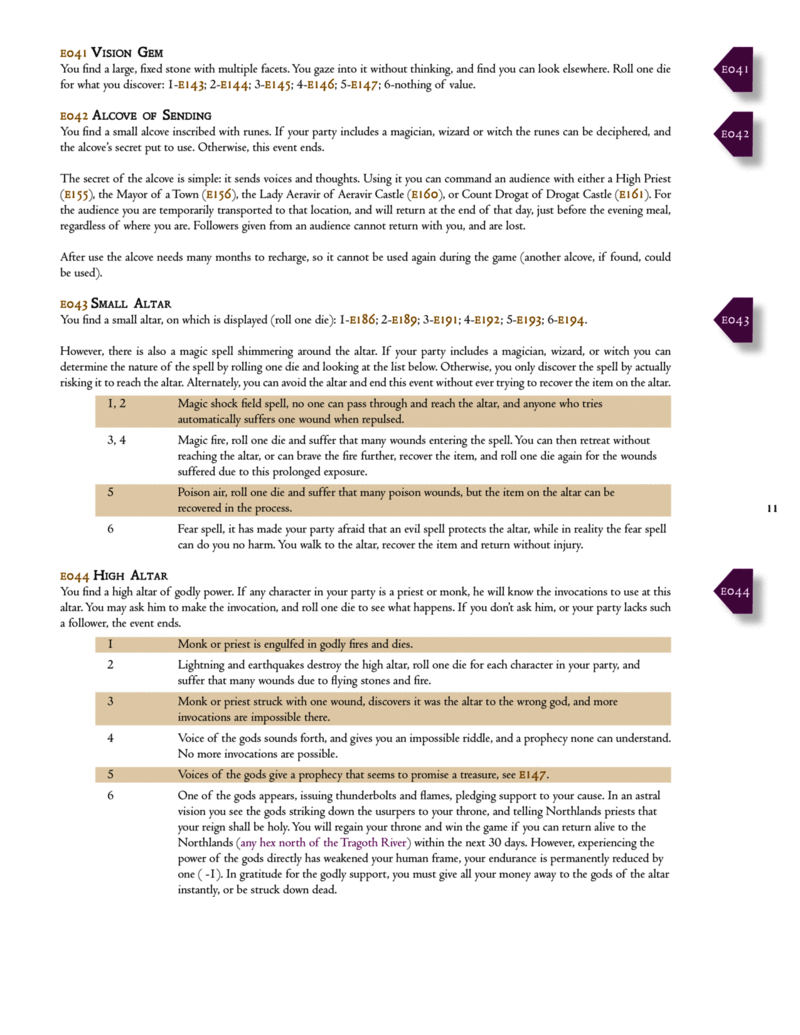 e041 Vision Gem
You find a large, fixed stone with multiple facets. You gaze into it without thinking, and find you can look elsewhere. Roll one die
for what you discover: 1-e143; 2-e144; 3-e145; 4-e146; 5-e147; 6-nothing of value.
e041
e042 Alcove of Sending
You find a small alcove inscribed with runes. If your party includes a magician, wizard or witch the runes can be deciphered, and
the alcove's secret put to use. Otherwise, this event ends.
e042
The secret of the alcove is simple: it sends voices and thoughts. Using it you can command an audience with either a High Priest
(e155), the Mayor of a Town (e156), the Lady Aeravir of Aeravir Castle (e160), or Count Drogat of Drogat Castle (e161). For
the audience you are temporarily transported to that location, and will return at the end of that day, just before the evening meal,
regardless of where you are. Followers given from an audience cannot return with you, and are lost.
After use the alcove needs many months to recharge, so it cannot be used again during the game (another alcove, if found, could
be used).
e043 Small Altar
You find a small altar, on which is displayed (roll one die): 1-e186; 2-e189; 3-e191; 4-e192; 5-e193; 6-e194.
e043
However, there is also a magic spell shimmering around the altar. If your party includes a magician, wizard, or witch you can
determine the nature of the spell by rolling one die and looking at the list below. Otherwise, you only discover the spell by actually
risking it to reach the altar. Alternately, you can avoid the altar and end this event without ever trying to recover the item on the altar.
1, 2 Magic shock field spell, no one can pass through and reach the altar, and anyone who tries
automatically suffers one wound when repulsed.
3, 4 Magic fire, roll one die and suffer that many wounds entering the spell. You can then retreat without
reaching the altar, or can brave the fire further, recover the item, and roll one die again for the wounds
suffered due to this prolonged exposure.
5 Poison air, roll one die and suffer that many poison wounds, but the item on the altar can be
recovered in the process.
11
6 Fear spell, it has made your party afraid that an evil spell protects the altar, while in reality the fear spell
can do you no harm. You walk to the altar, recover the item and return without injury.
e044 High Altar
You find a high altar of godly power. If any character in your party is a priest or monk, he will know the invocations to use at this
altar. You may ask him to make the invocation, and roll one die to see what happens. If you don't ask him, or your party lacks such
a follower, the event ends.
e044
1 Monk or priest is engulfed in godly fires and dies.
2 Lightning and earthquakes destroy the high altar, roll one die for each character in your party, and
suffer that many wounds due to flying stones and fire.
3 Monk or priest struck with one wound, discovers it was the altar to the wrong god, and more
invocations are impossible there.
4 Voice of the gods sounds forth, and gives you an impossible riddle, and a prophecy none can understand.
No more invocations are possible.
5 Voices of the gods give a prophecy that seems to promise a treasure, see e147.
6 One of the gods appears, issuing thunderbolts and flames, pledging support to your cause. In an astral
vision you see the gods striking down the usurpers to your throne, and telling Northlands priests that
your reign shall be holy. You will regain your throne and win the game if you can return alive to the
Northlands (any hex north of the Tragoth River) within the next 30 days. However, experiencing the
power of the gods directly has weakened your human frame, your endurance is permanently reduced by
one ( -1). In gratitude for the godly support, you must give all your money away to the gods of the altar
instantly, or be struck down dead.